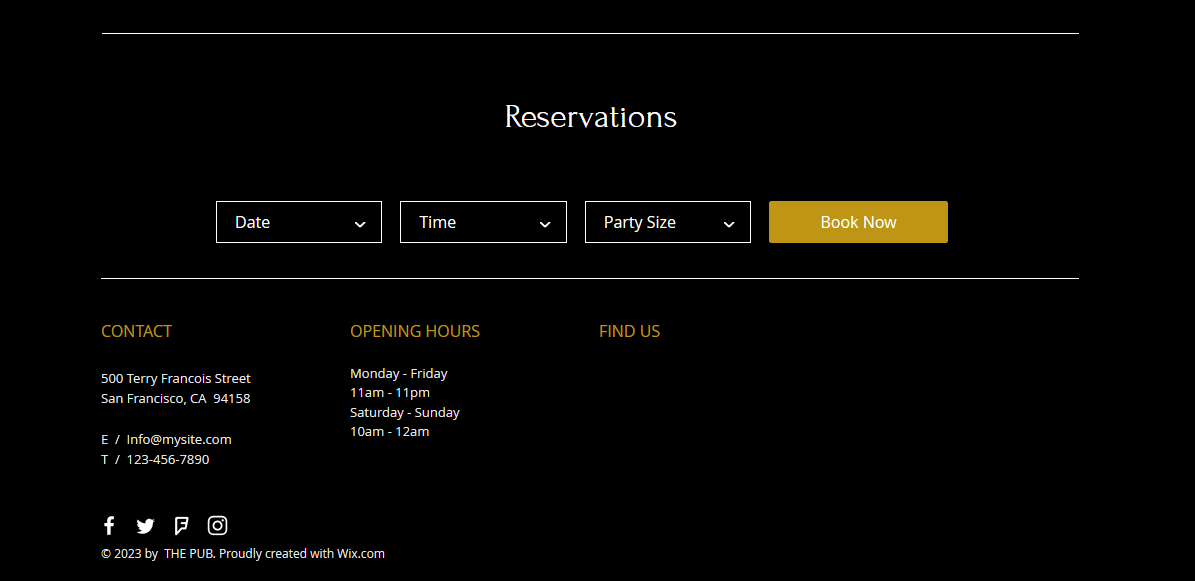 Reservations
Date
Time
Party Size
Book Now
CONTACT
500 Terry Francois Street
San Francisco, CA  94158
E  /  Info@mysite.com
T  /  123-456-7890
OPENING HOURS
Monday - Friday
11am - 11pm
Saturday - Sunday
10am - 12am
FIND US
© 2023 by  THE PUB. Proudly created with Wix.com